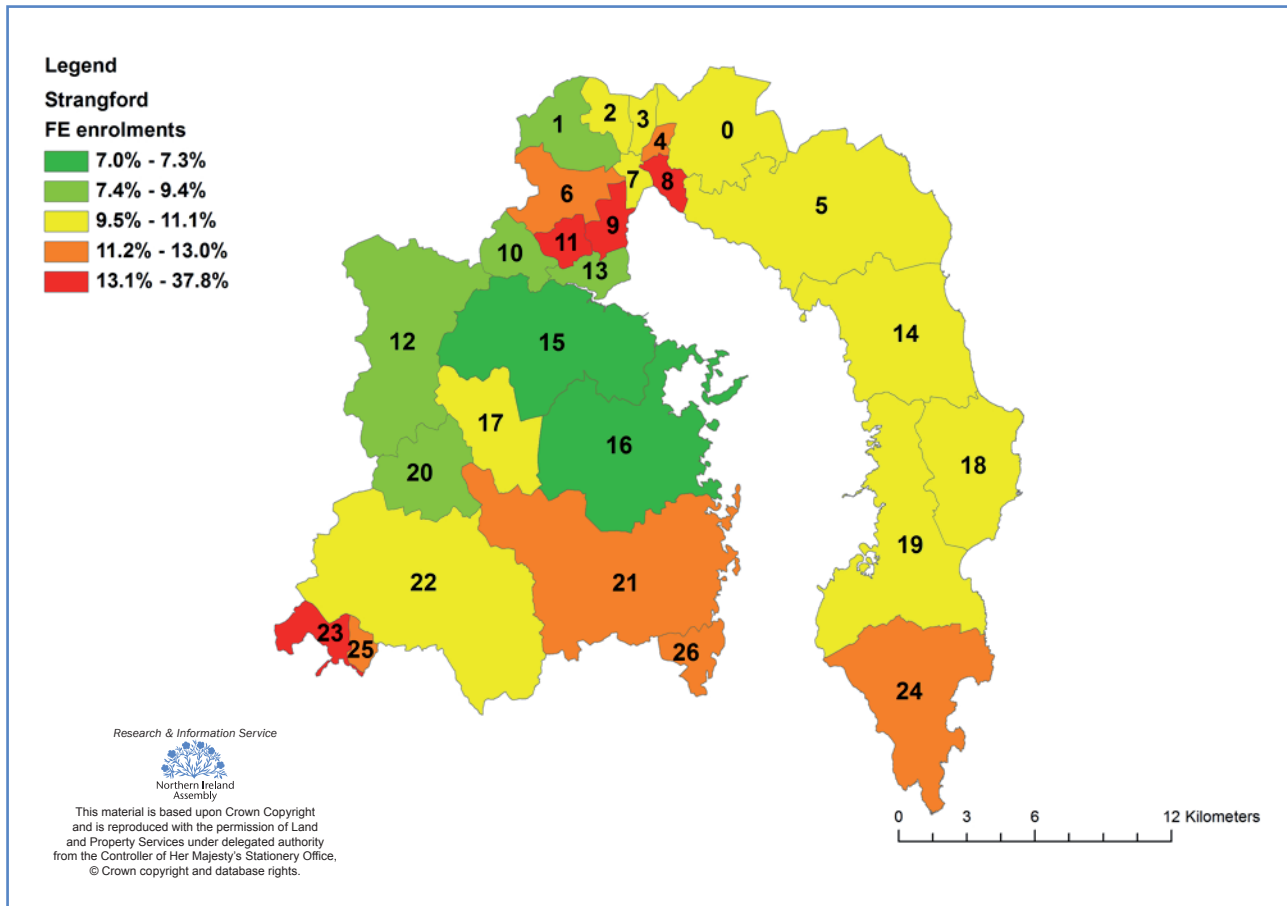 Legend
Strangford
FE enrolments
7.0% - 7.3%
7.4% - 9.4%
9.5% - 11.1%
11.2% - 13.0%
13.1% - 37.8%
1
2
3
0
4
7
8
6
5
9
11
10
13
12
15
14
17
16
18
20
19
22
21
23
25
26
24
Research & Information Service
Northern Ireland
Assembly
This material is based upon Crown Copyright
and is reproduced with the permission of Land
and Property Services under delegated authority
from the Controller of Her Majesty's Stationery Office,
© Crown copyright and database rights.
0 3 6 12 Kilometers